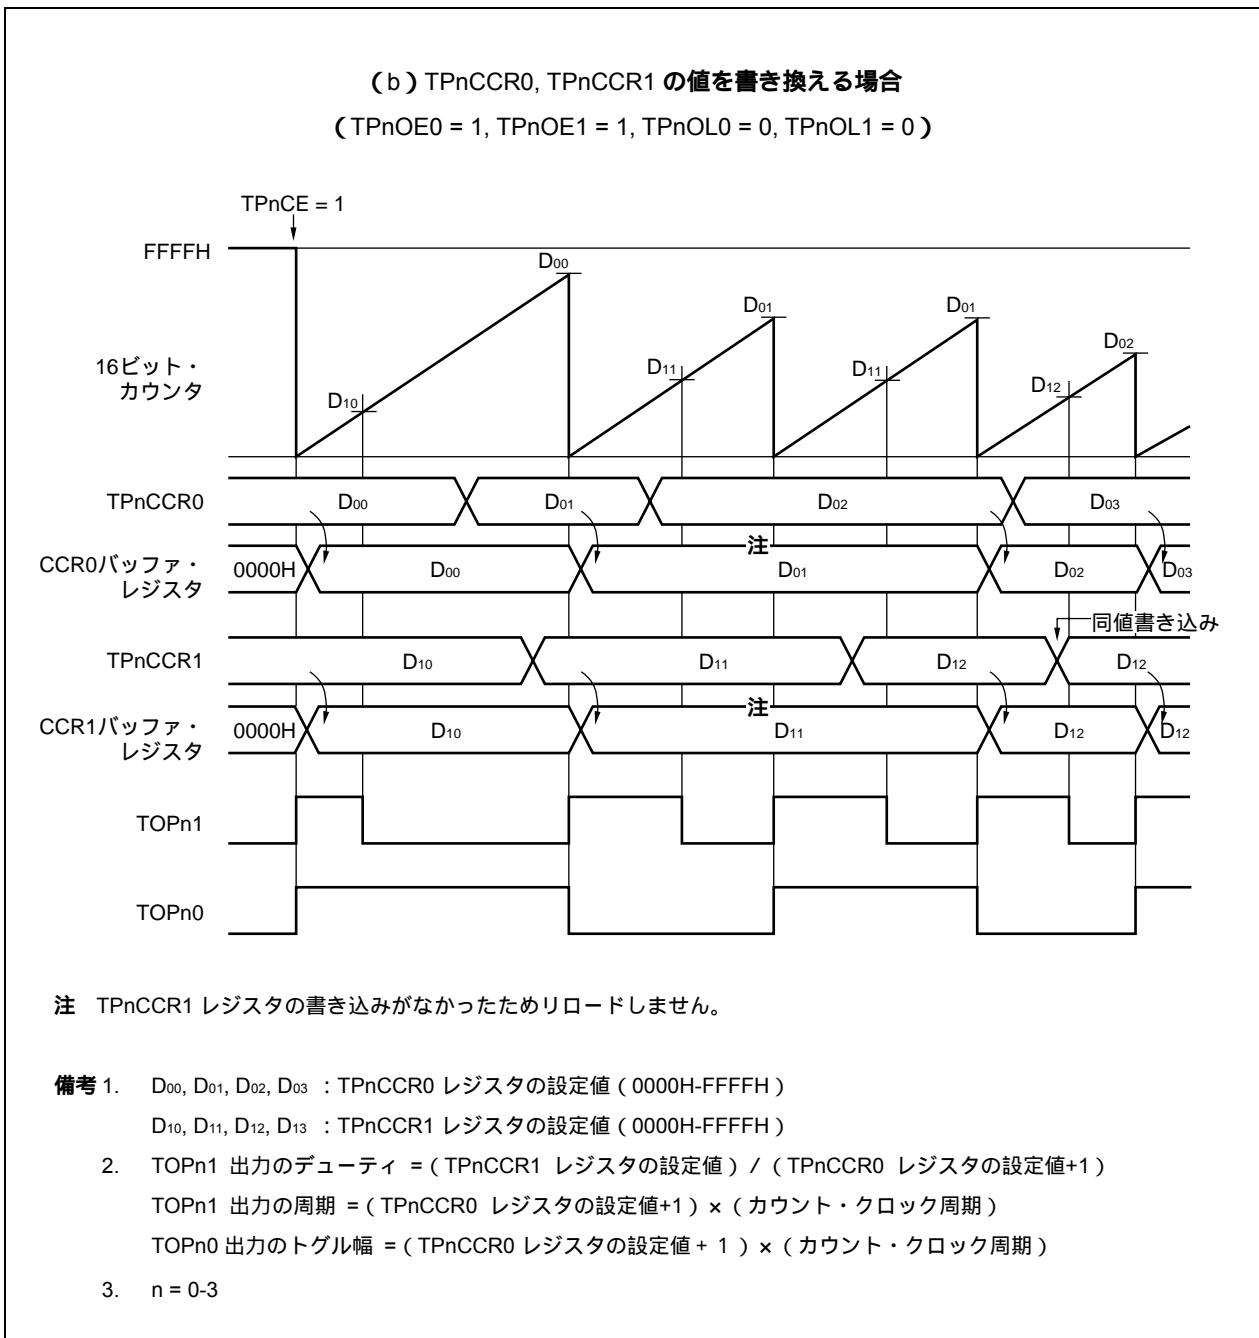 (b)TPnCCR0, TPnCCR1 の値を書き換える場合
(TPnOE0 = 1, TPnOE1 = 1, TPnOL0 = 0, TPnOL1 = 0)
TPnCE = 1
FFFFH
D00
D01
D01
D02
16ビット・
カウンタ
D10
D11
D11
D12
TPnCCR0
D00
D01
D02
D03
注
CCR0バッファ・
レジスタ
0000H
D00
D01
D02
D03
同値書き込み
TPnCCR1
D10
D11
D12
D12
注
CCR1バッファ・
レジスタ
0000H
D10
D11
D12
D12
TOPn1
TOPn0
注 TPnCCR1 レジスタの書き込みがなかったためリロードしません。
備考 1. D00, D01, D02, D03 :TPnCCR0 レジスタの設定値(0000H-FFFFH)
D10, D11, D12, D13 :TPnCCR1 レジスタの設定値(0000H-FFFFH)
2. TOPn1 出力のデューティ =(TPnCCR1 レジスタの設定値)/(TPnCCR0 レジスタの設定値+1)
TOPn1 出力の周期 =(TPnCCR0 レジスタの設定値+1)×(カウント・クロック周期)
TOPn0 出力のトグル幅 =(TPnCCR0 レジスタの設定値+ 1 )×(カウント・クロック周期)
3. n = 0-3